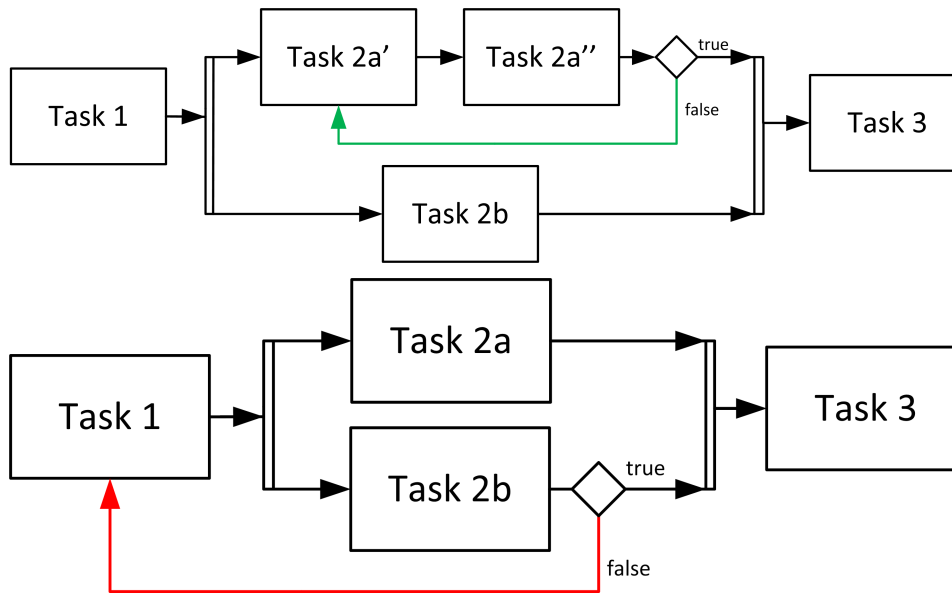 Task 1
Task 2a’
Task 2a’’
true
false
Task 2b
Task 3
Task 1
Task 2a
Task 2b
true
false
Task 3